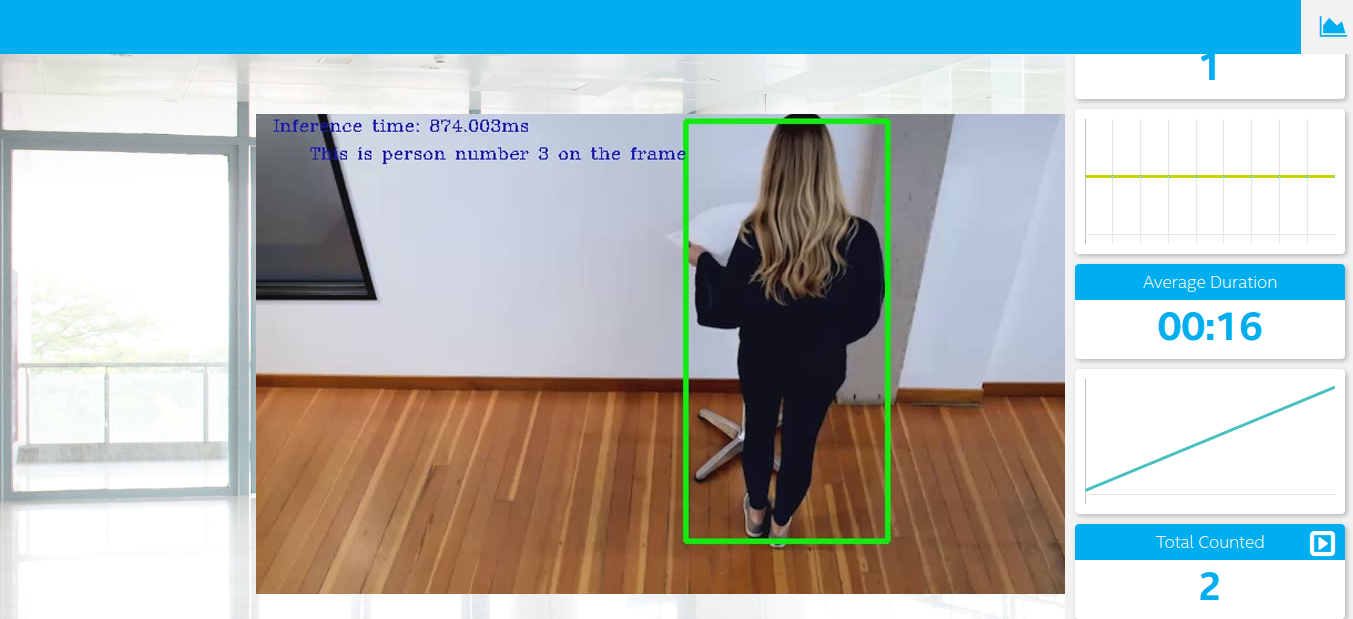 1
Inference time: 874.003ms
This is person number 3 on the frame
Average Duration
00:16
Total Counted
2